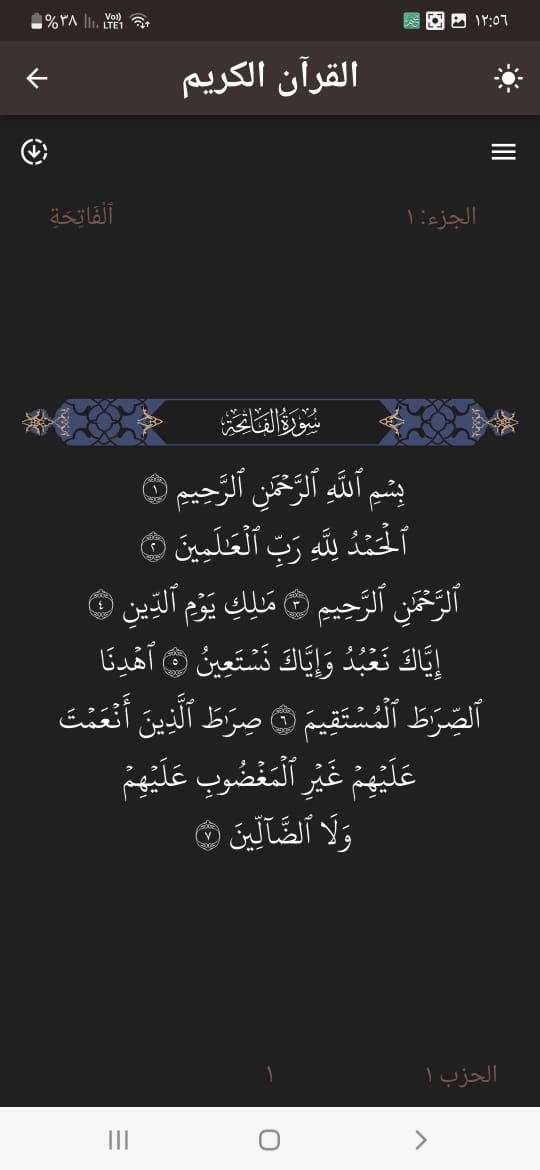 ١٢:٥٦ %٣٨ Vo)) LTE1
القرآن الكريم
الجزء: ١ ٱلْفَاتِحَةِ
سُورَةُ الفَاتِحَةِ
بِسْمِ ٱللَّهِ ٱلرَّحْمَٰنِ ٱلرَّحِيمِ ١
ٱلْحَمْدُ لِلَّهِ رَبِّ ٱلْعَٰلَمِينَ ٢
ٱلرَّحْمَٰنِ ٱلرَّحِيمِ ٣ مَٰلِكِ يَوْمِ ٱلدِّينِ ٤
إِيَّاكَ نَعْبُدُ وَإِيَّاكَ نَسْتَعِينُ ٥ ٱهْدِنَا
ٱلصِّرَٰطَ ٱلْمُسْتَقِيمَ ٦ صِرَٰطَ ٱلَّذِينَ أَنْعَمْتَ
عَلَيْهِمْ غَيْرِ ٱلْمَغْضُوبِ عَلَيْهِمْ
وَلَا ٱلضَّآلِّينَ ٧
الحزب ١ ١